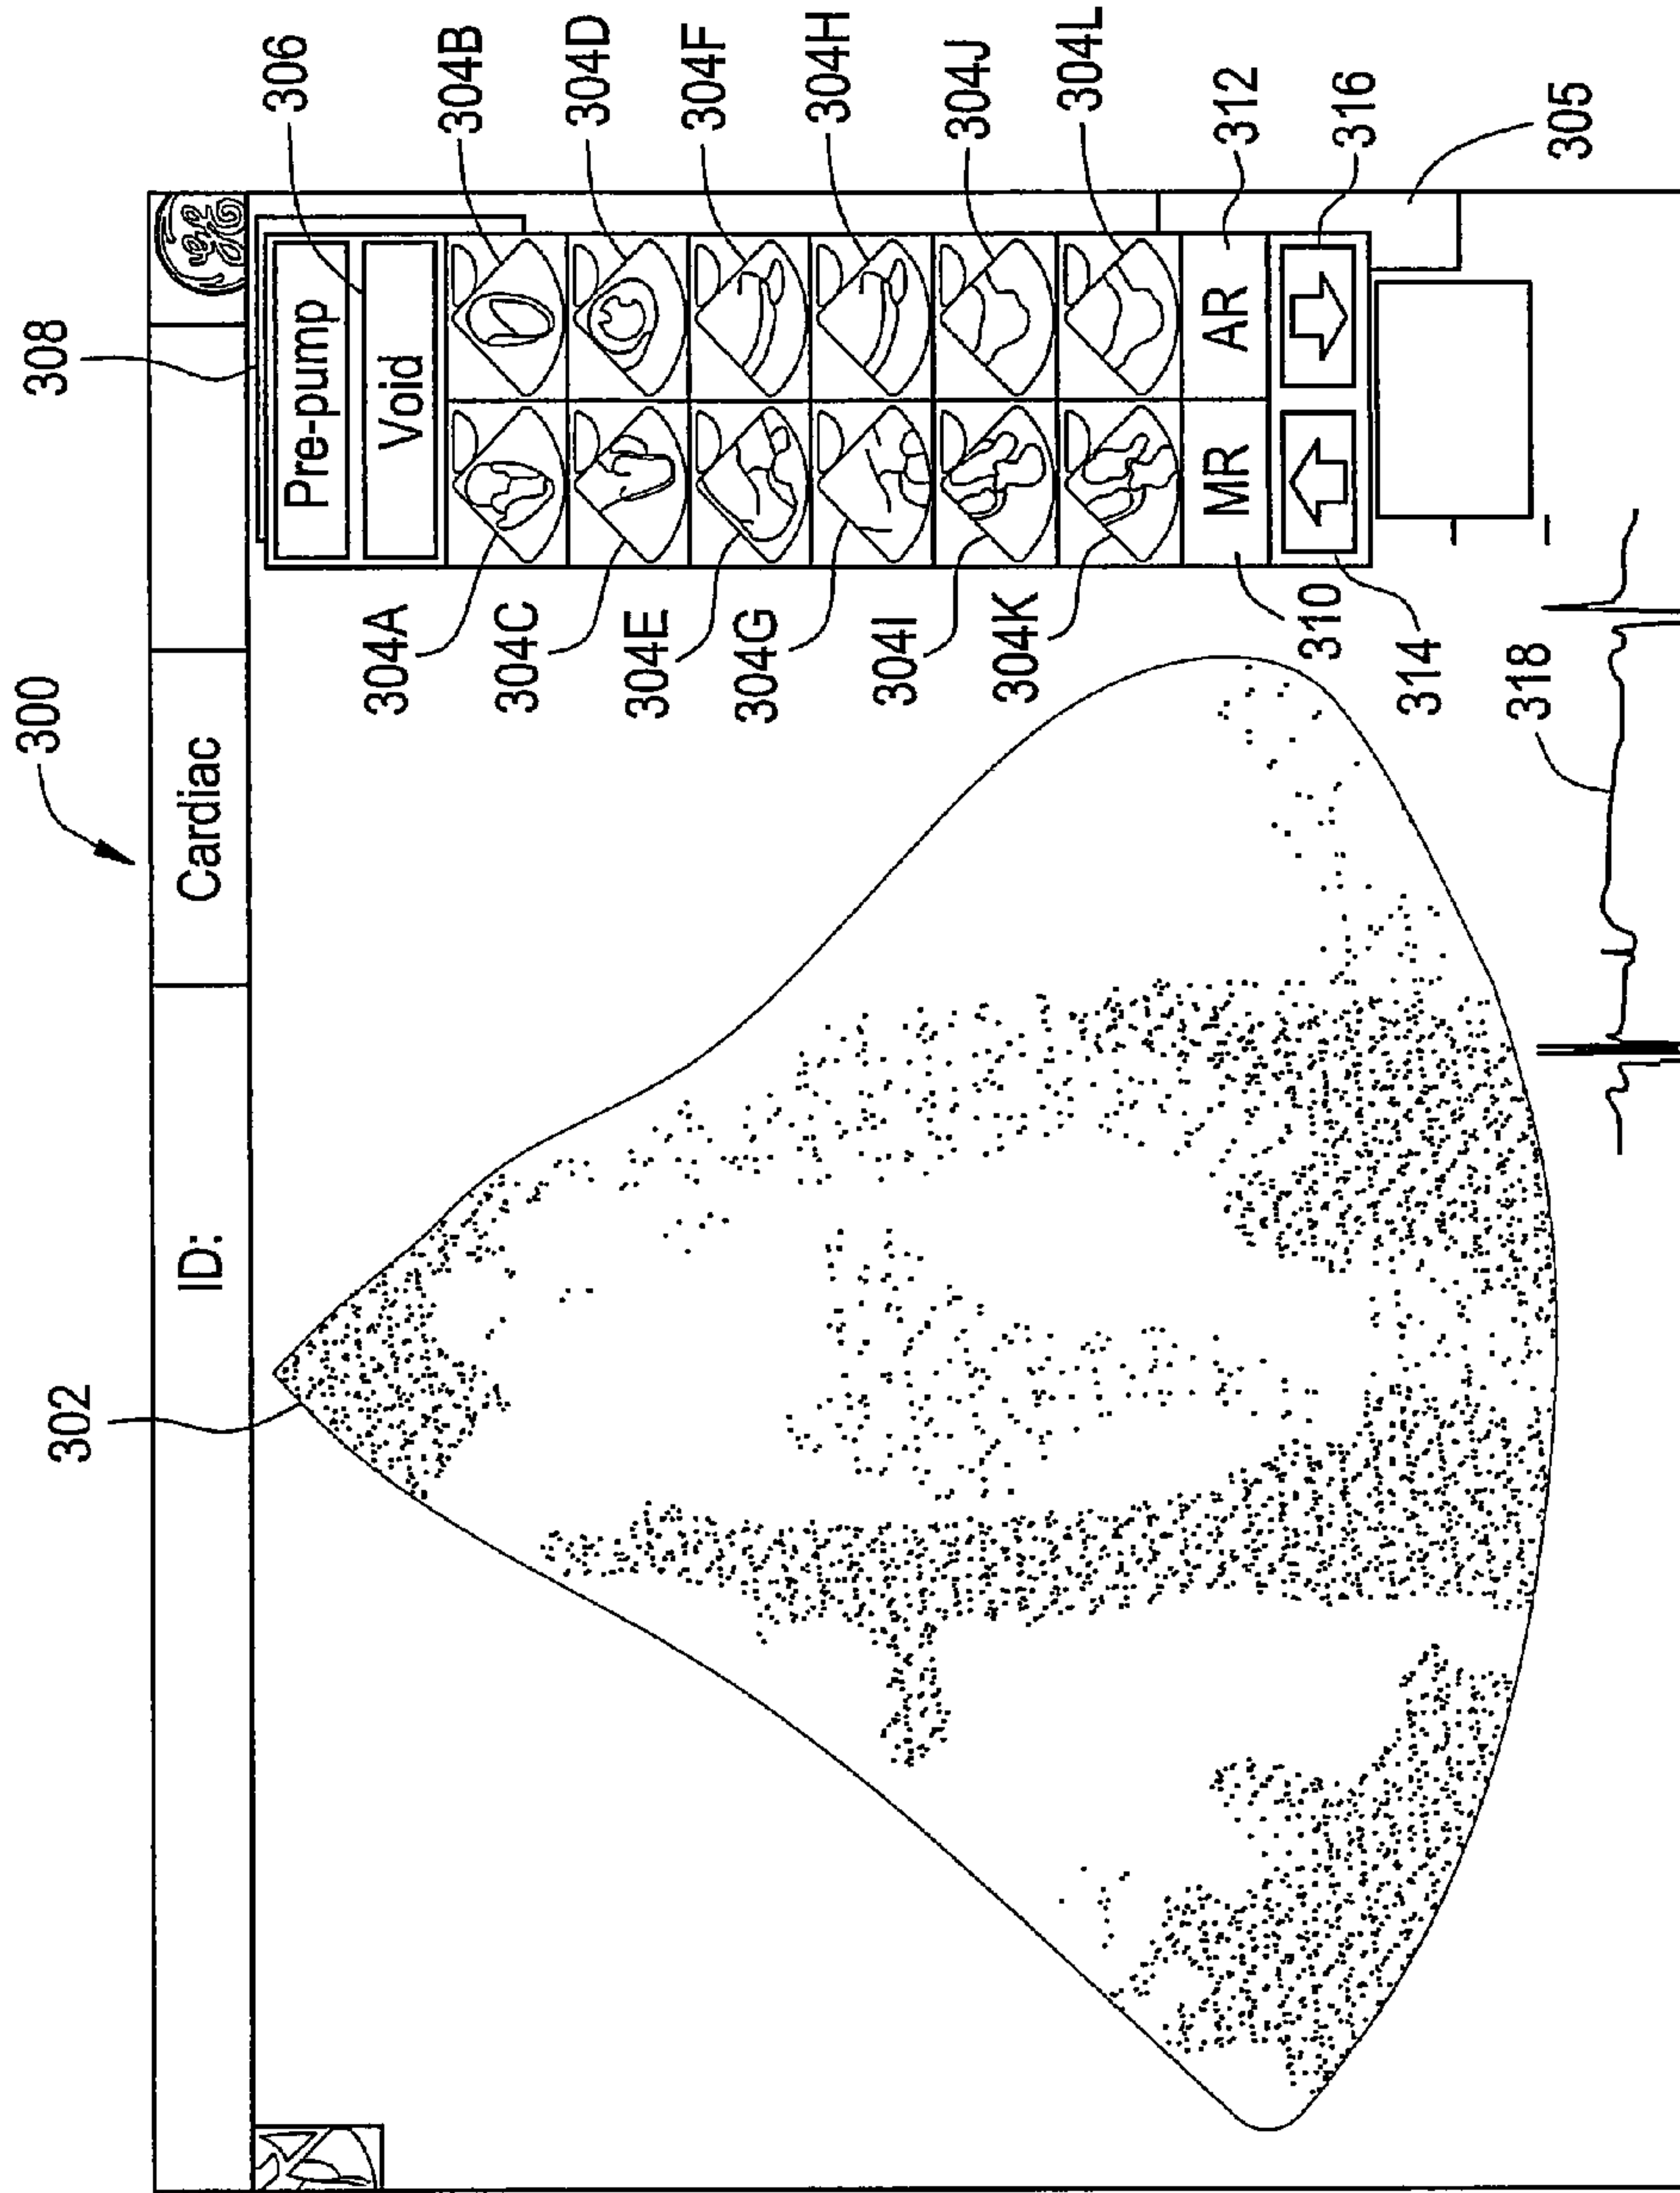 300
308
302
ID: Cardiac
306
Pre-pump
304A
Void
304B
304C
304D
304E
304F
304G
304H
304I
304J
304K
304L
MR AR 312
310
316
314
318
305